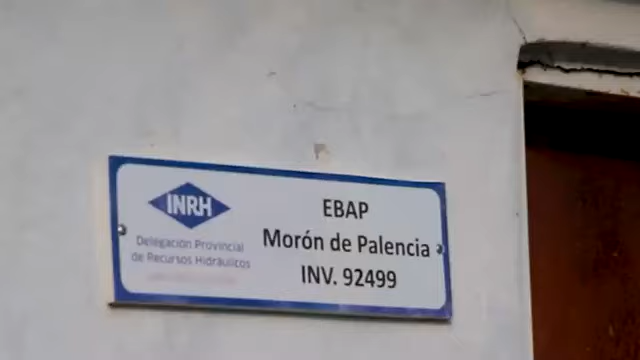 INRH
Delegación Provincial
de Recursos Hidráulicos
EBAP
Morón de Palencia
INV. 92499